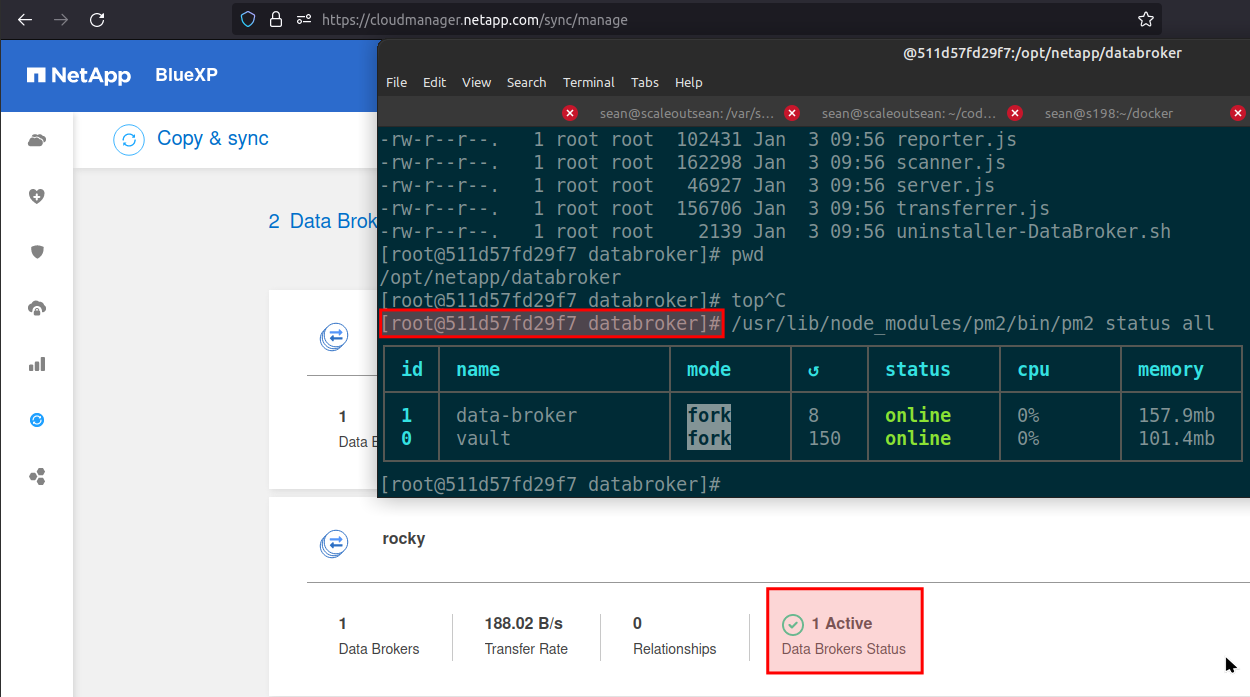 https://cloudmanager.netapp.com/sync/manage
NetApp BlueXP
Copy & sync
2 Data Brok
1
Data B
@511d57fd29f7:/opt/netapp/databroker
File Edit View Search Terminal Tabs Help
sean@scaleoutsean: /var/s... sean@scaleoutsean: ~/cod... sean@s198:~/docker
-rw-r--r--. 1 root root 102431 Jan 3 09:56 reporter.js
-rw-r--r--. 1 root root 162298 Jan 3 09:56 scanner.js
-rw-r--r--. 1 root root 46927 Jan 3 09:56 server.js
-rw-r--r--. 1 root root 156706 Jan 3 09:56 transferrer.js
-rw-r--r--. 1 root root 2139 Jan 3 09:56 uninstaller-DataBroker.sh
[root@511d57fd29f7 databroker]# pwd
/opt/netapp/databroker
[root@511d57fd29f7 databroker]# top^C
[root@511d57fd29f7 databroker]# /usr/lib/node_modules/pm2/bin/pm2 status all
id name mode ↺ status cpu memory
1 data-broker fork 8 online 0% 157.9mb
0 vault fork 150 online 0% 101.4mb
[root@511d57fd29f7 databroker]#
rocky
1 188.02 B/s 0 1 Active
Data Brokers Transfer Rate Relationships Data Brokers Status